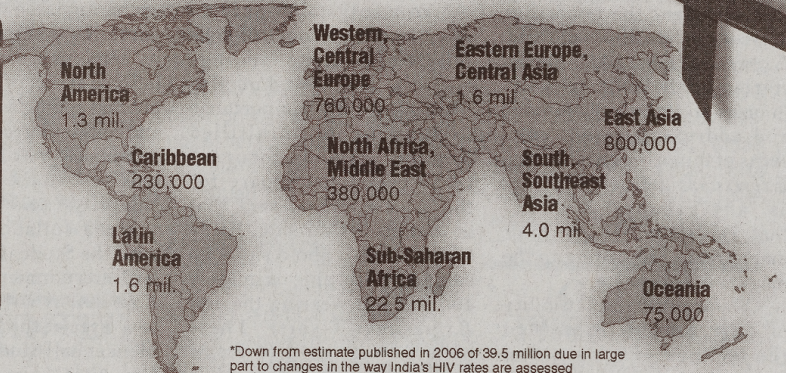 North
America
1.3 mil.
Caribbean
230,000
Latin
America
1.6 mil.
Western,
Central
Europe
760,000
North Africa,
Middle East
380,000
Sub-Saharan
Africa
22.5 mil.
Eastern Europe,
Central Asia
1.6 mil.
East Asia
800,000
South,
Southeast
Asia
4.0 mil.
Oceania
75,000
*Down from estimate published in 2006 of 39.5 million due in large
part to changes in the way India's HIV rates are assessed